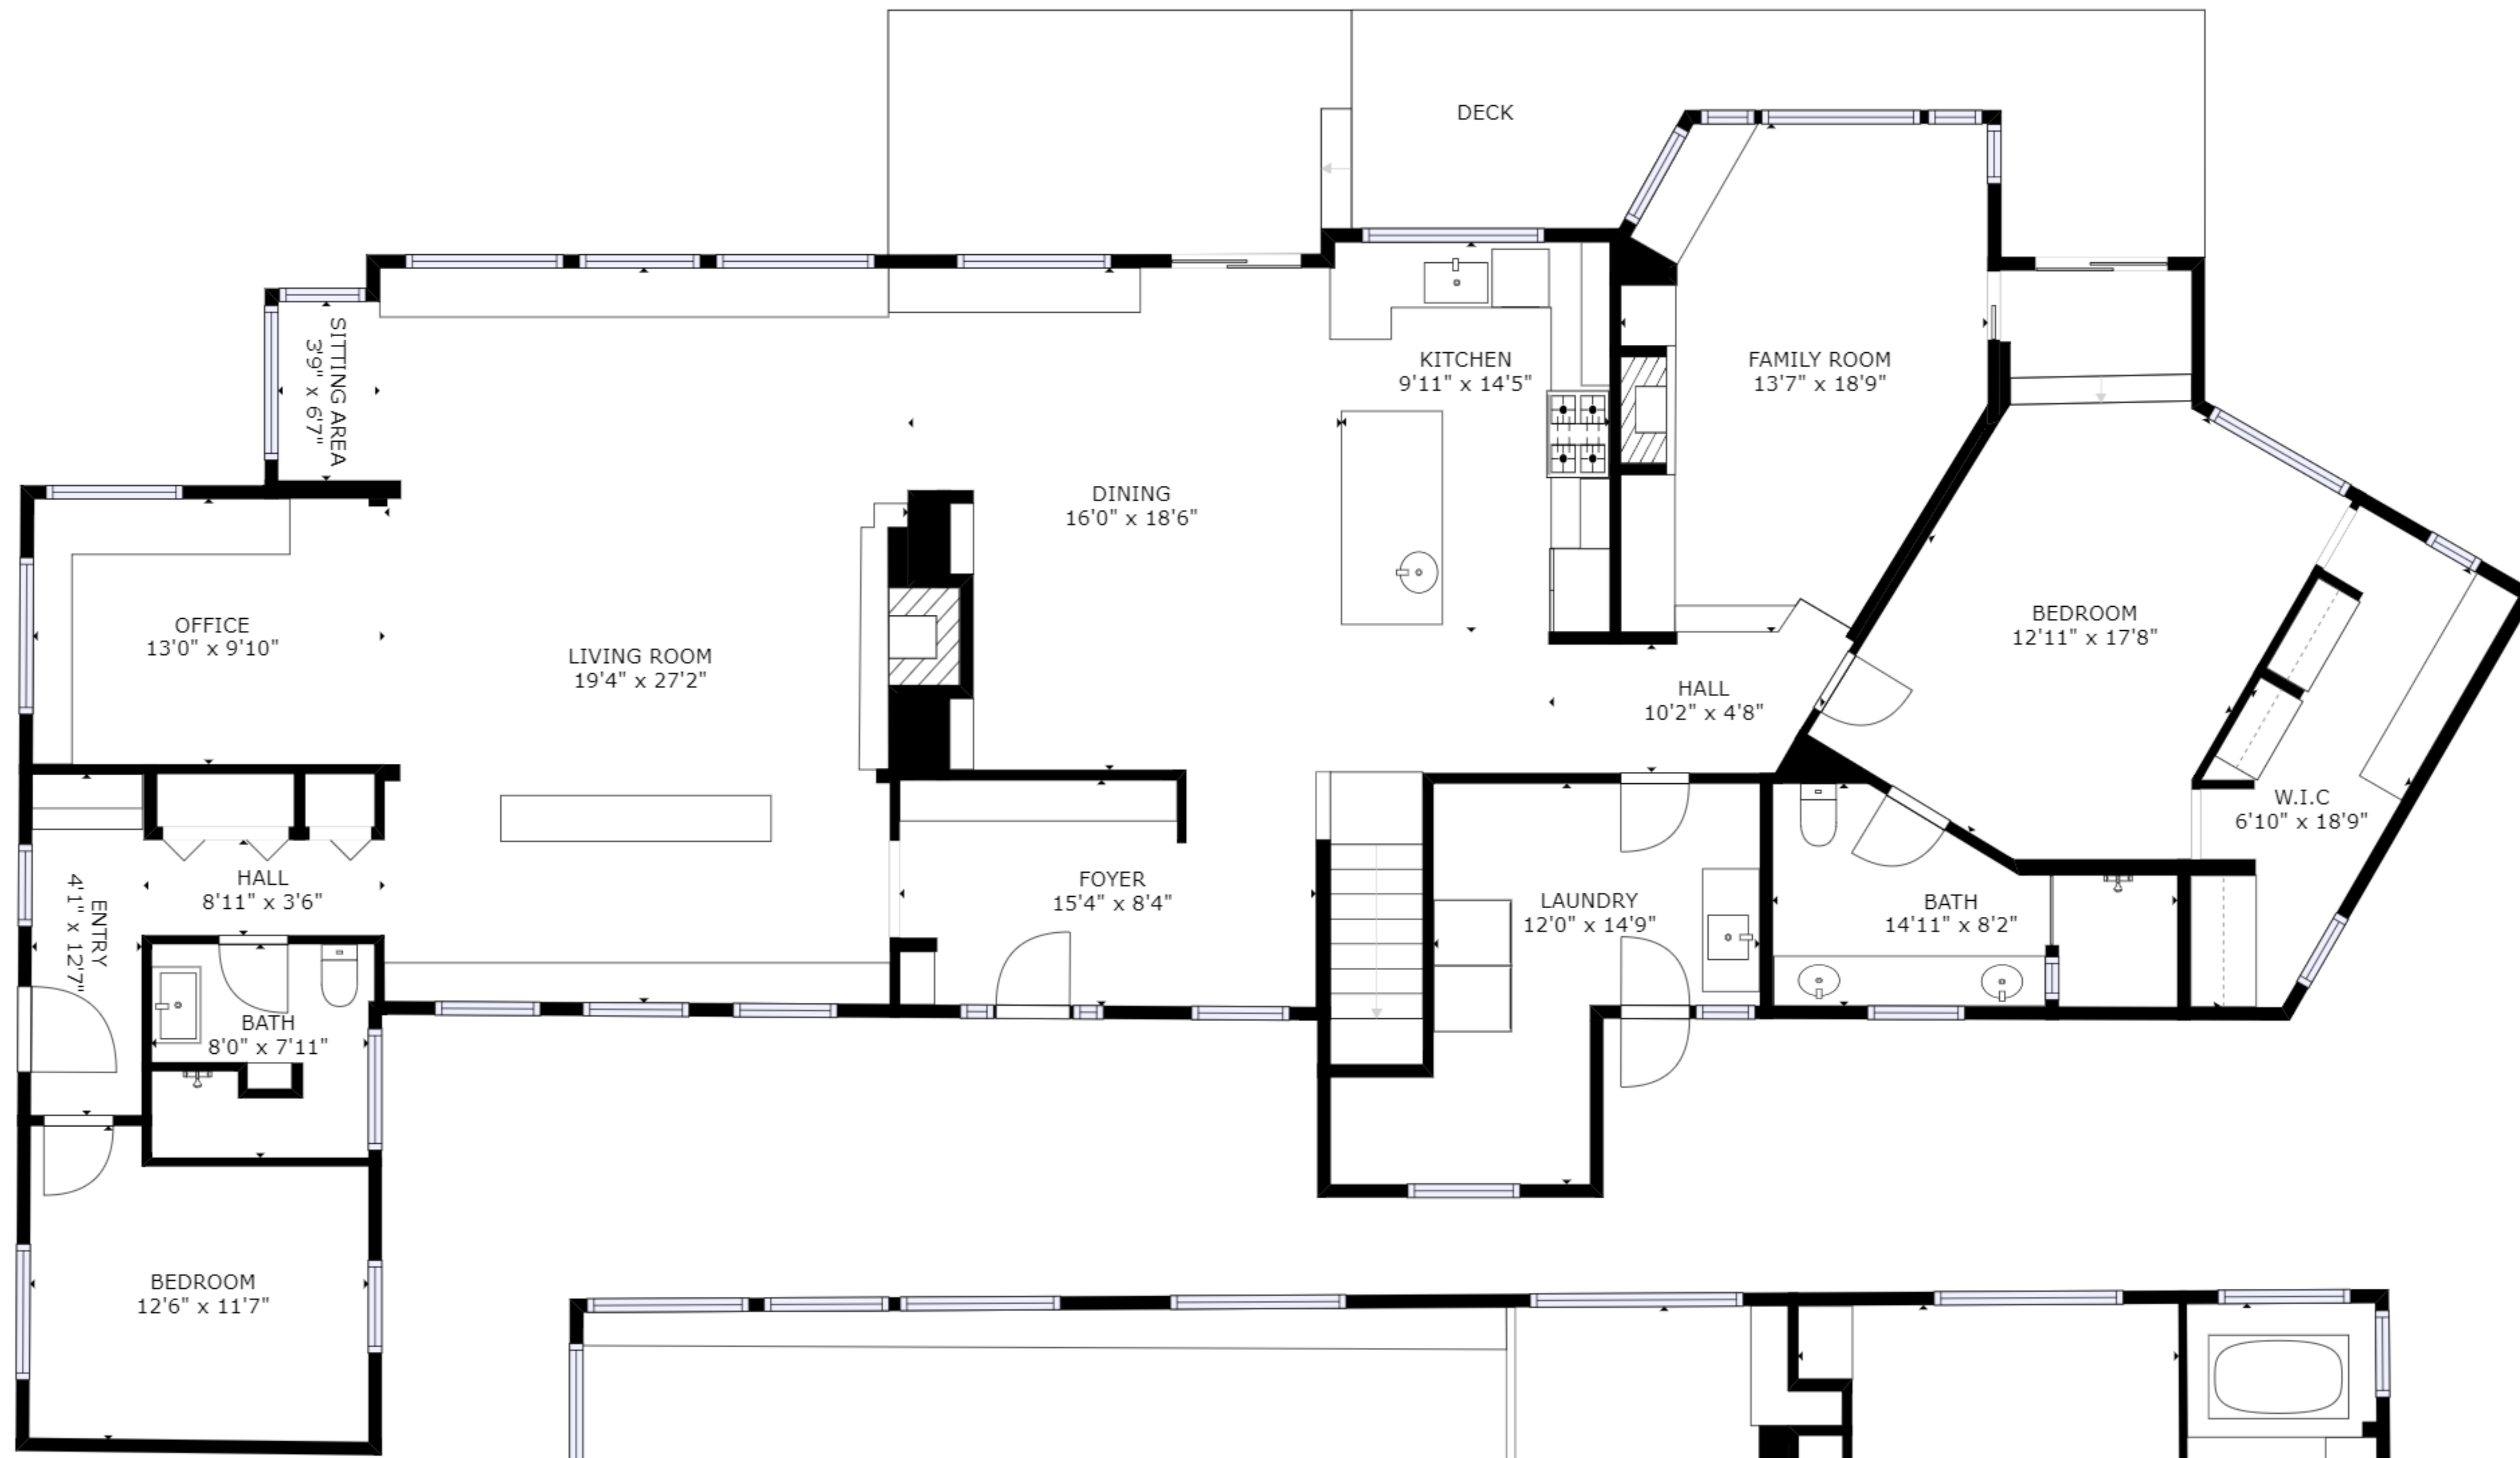 DECK
SITTING AREA
3'9" x 6'7"
KITCHEN
9'11" x 14'5"
FAMILY ROOM
13'7" x 18'9"
DINING
16'0" x 18'6"
OFFICE
13'0" x 9'10"
LIVING ROOM
19'4" x 27'2"
BEDROOM
12'11" x 17'8"
HALL
10'2" x 4'8"
W.I.C
6'10" x 18'9"
HALL
8'11" x 3'6"
ENTRY
4'1" x 12'7"
FOYER
15'4" x 8'4"
LAUNDRY
12'0" x 14'9"
BATH
14'11" x 8'2"
BATH
8'0" x 7'11"
BEDROOM
12'6" x 11'7"